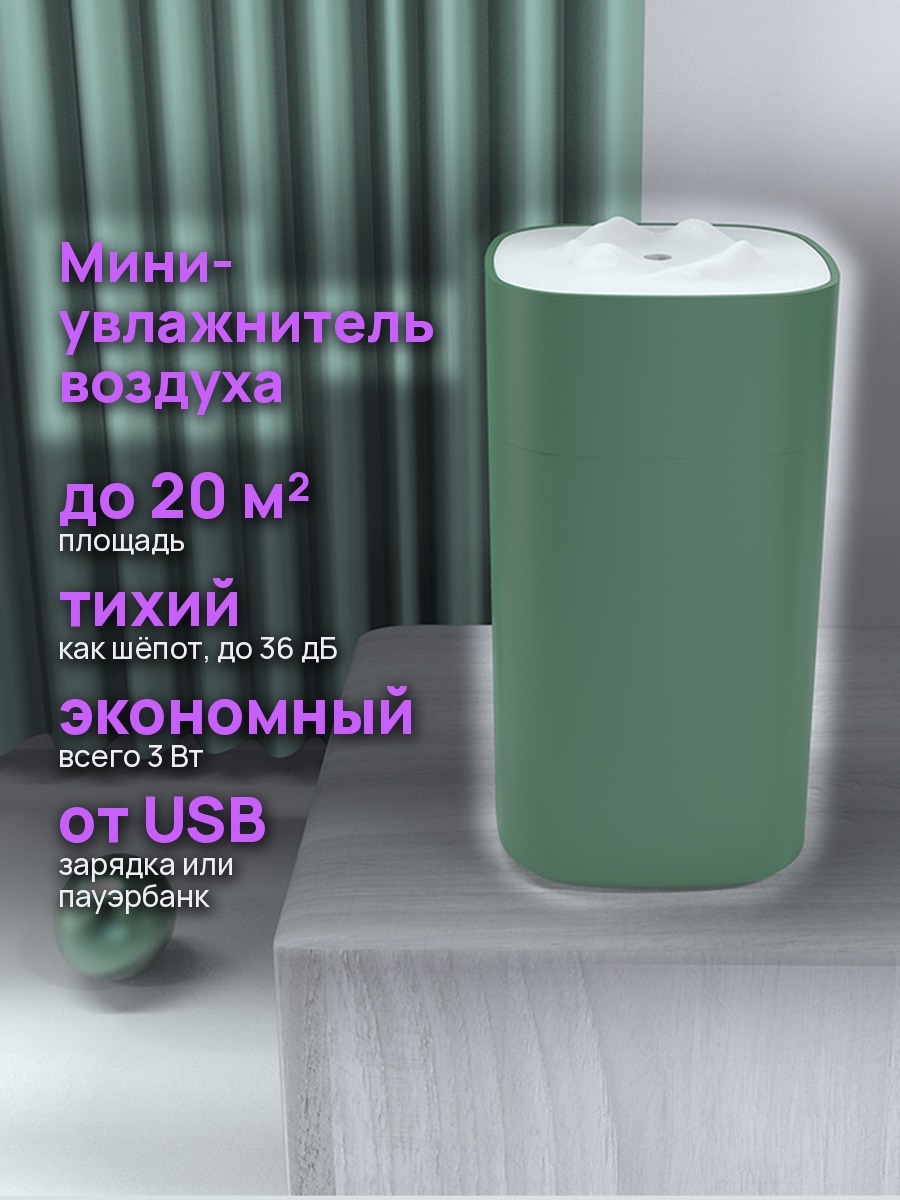 Мини-
увлажнитель
воздуха
до 20 м²
площадь
тихий
как шёпот, до 36 дБ
экономный
всего 3 Вт
от USB
зарядка или
пауэрбанк